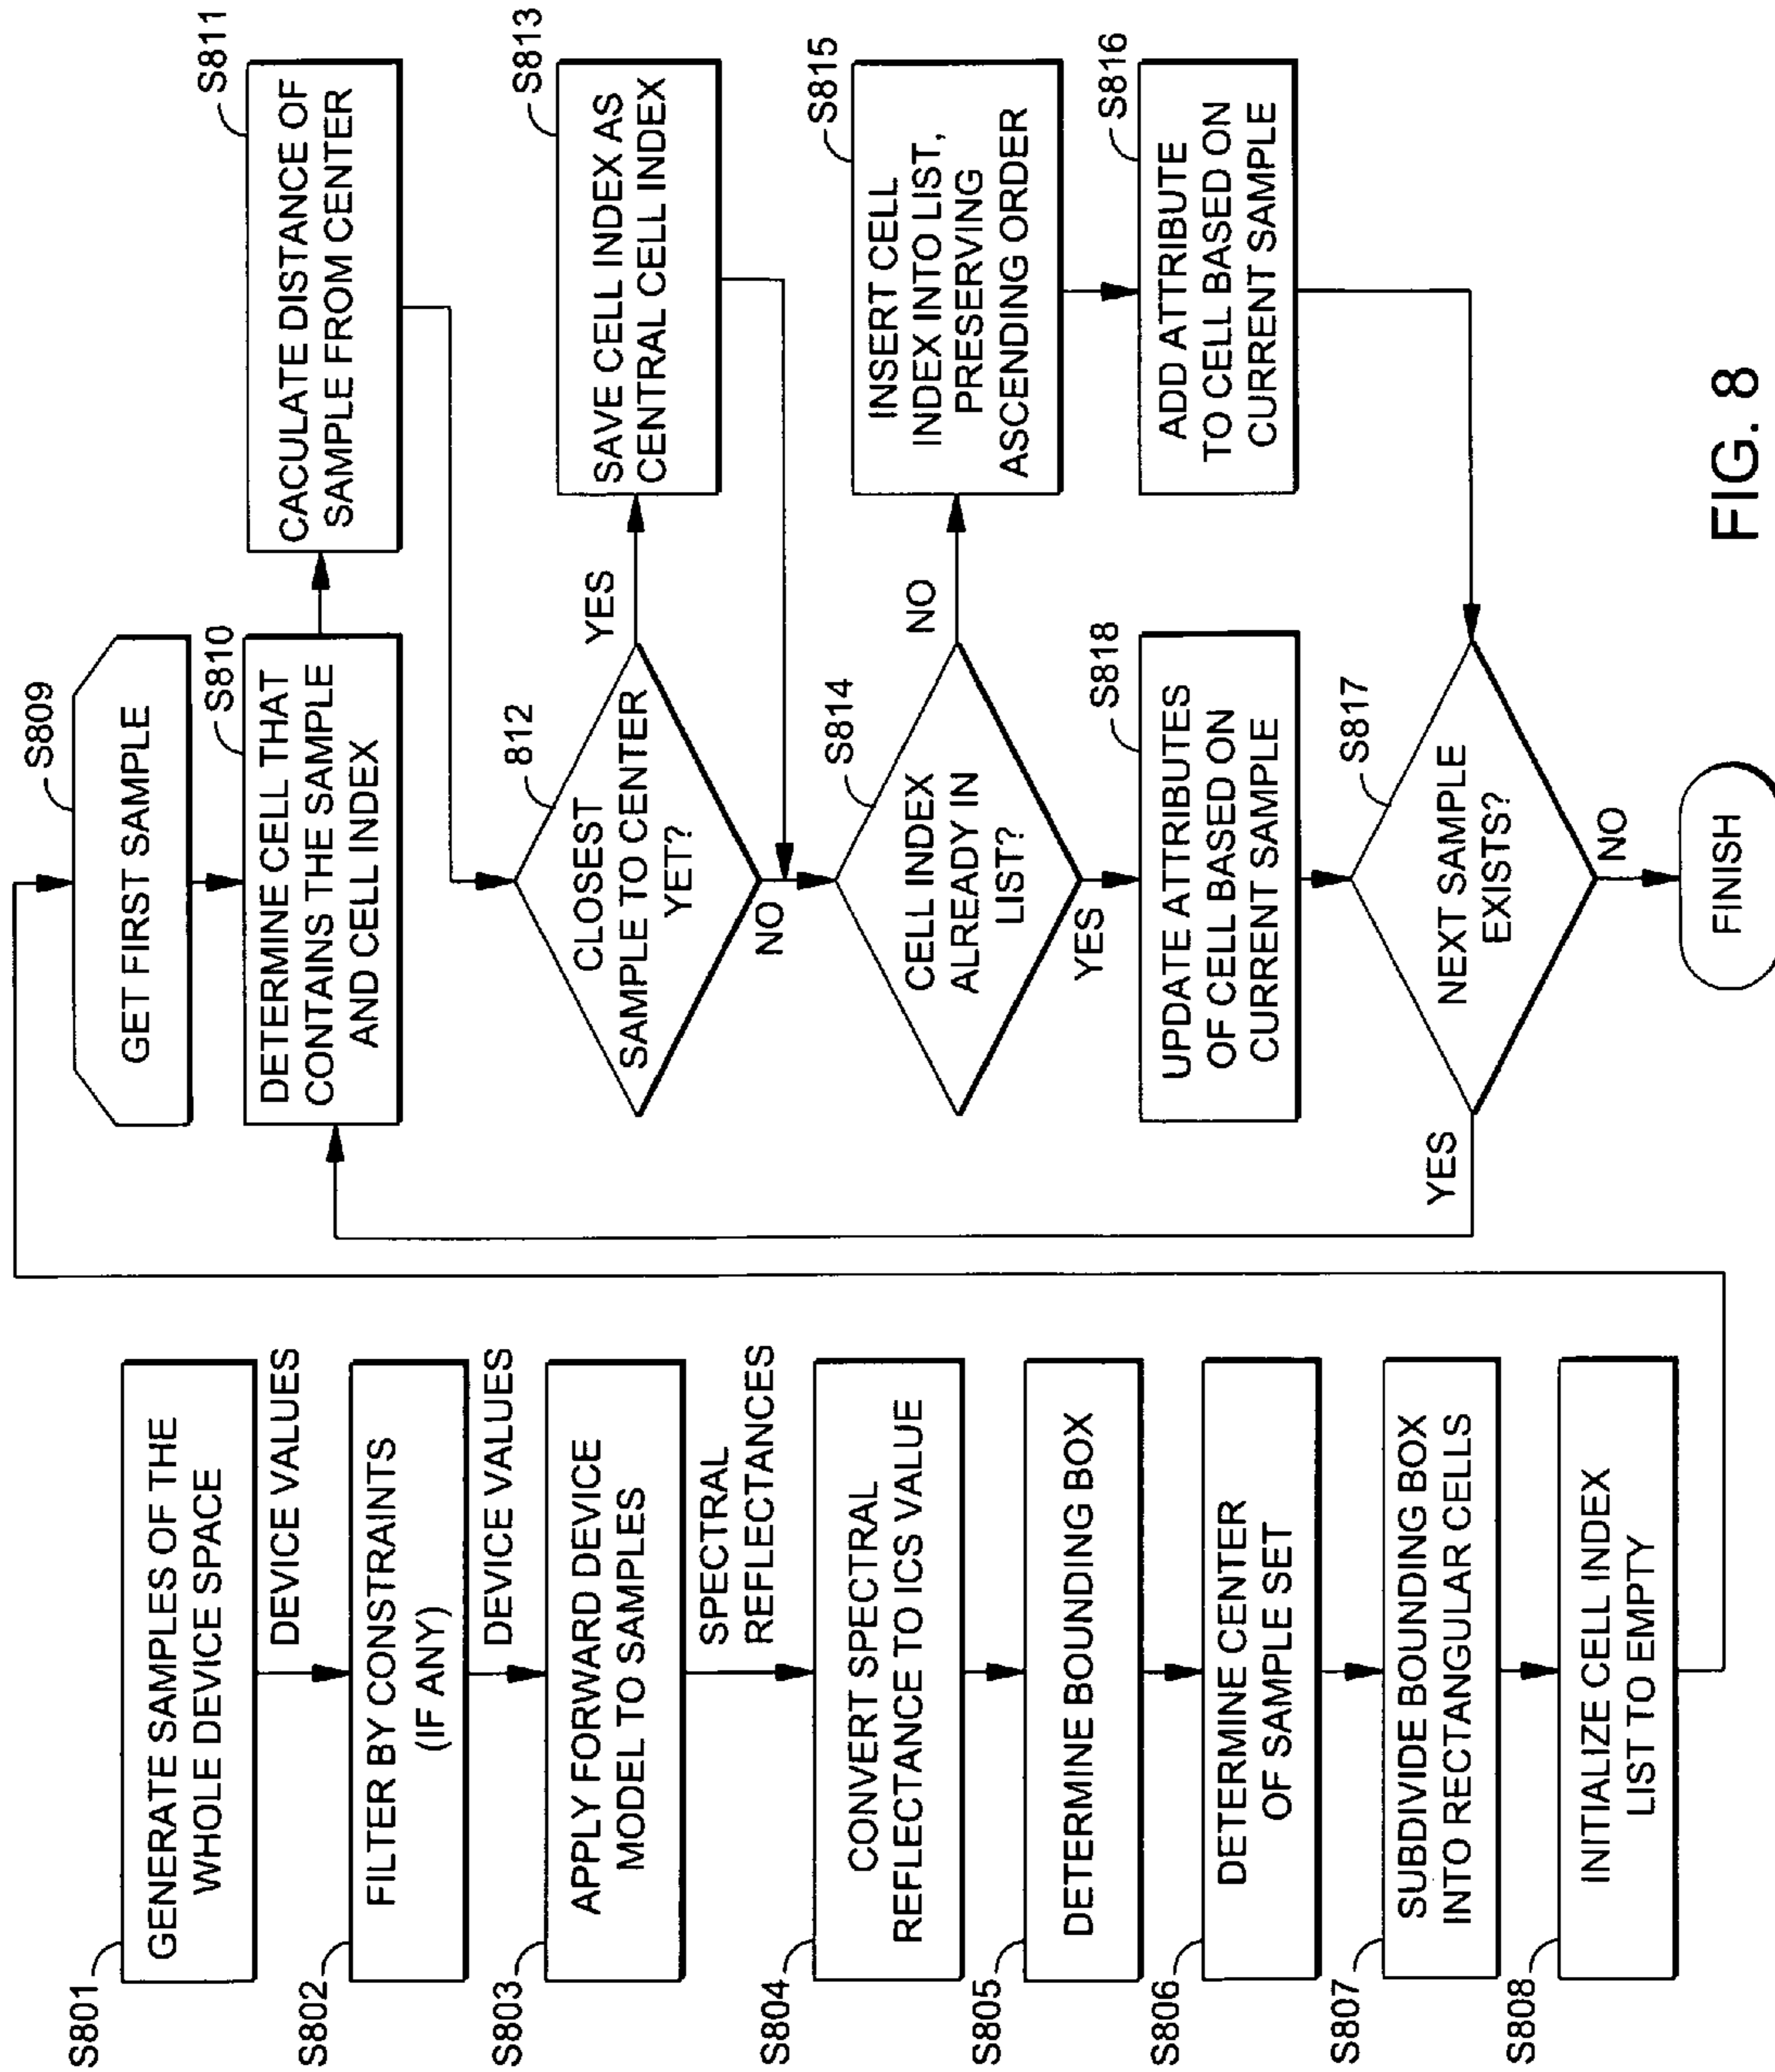 S801
GENERATE SAMPLES OF THE
WHOLE DEVICE SPACE
DEVICE VALUES
S802
FILTER BY CONSTRAINTS
(IF ANY)
DEVICE VALUES
S803
APPLY FORWARD DEVICE
MODEL TO SAMPLES
SPECTRAL
REFLECTANCES
S804
CONVERT SPECTRAL
REFLECTANCE TO ICS VALUE
S805
DETERMINE BOUNDING BOX
S806
DETERMINE CENTER
OF SAMPLE SET
S807
SUBDIVIDE BOUNDING BOX
INTO RECTANGULAR CELLS
S808
INITIALIZE CELL INDEX
LIST TO EMPTY
S809
GET FIRST SAMPLE
S810
DETERMINE CELL THAT
CONTAINS THE SAMPLE
AND CELL INDEX
S811
CACULATE DISTANCE OF
SAMPLE FROM CENTER
812
CLOSEST
SAMPLE TO CENTER
YET?
YES
NO
S813
SAVE CELL INDEX AS
CENTRAL CELL INDEX
S814
CELL INDEX
ALREADY IN
LIST?
NO
YES
S815
INSERT CELL
INDEX INTO LIST,
PRESERVING
ASCENDING ORDER
S816
ADD ATTRIBUTE
TO CELL BASED ON
CURRENT SAMPLE
S818
UPDATE ATTRIBUTES
OF CELL BASED ON
CURRENT SAMPLE
S817
NEXT SAMPLE
EXISTS?
YES
NO
FINISH
FIG. 8